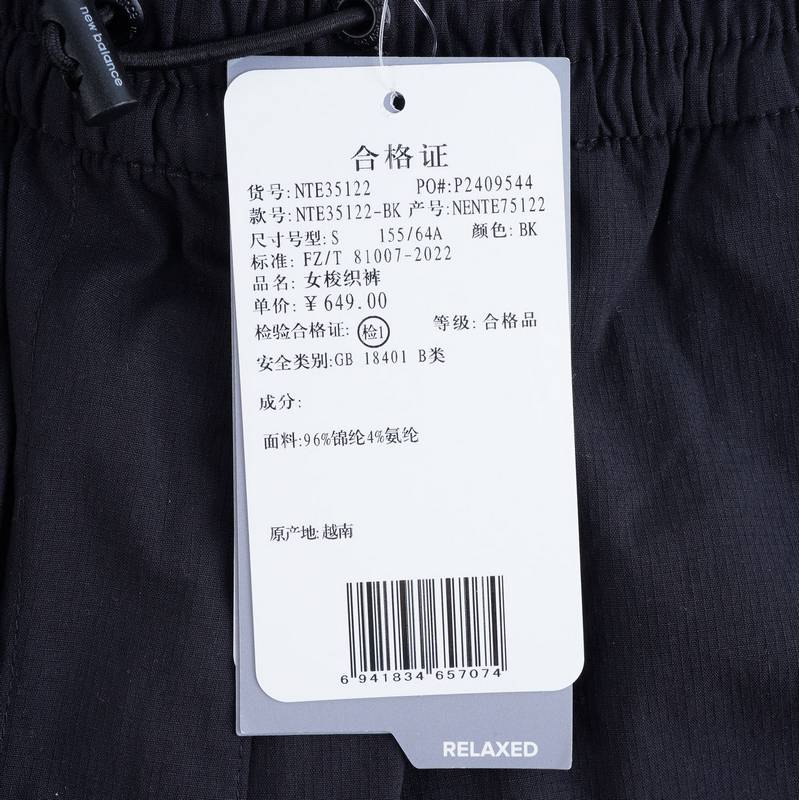 new balance
合格证
货号:NTE35122 PO#:P2409544
款号:NTE35122-BK 产号:NENTE75122
尺寸号型:S 155/64A 颜色:BK
标准: FZ/T 81007-2022
品名:女梭织裤
单价:￥649.00
检验合格证: 检1 等级:合格品
安全类别:GB 18401 B类
成分:
面料:96%锦纶4%氨纶
原产地:越南
6 941834 657074
RELAXED